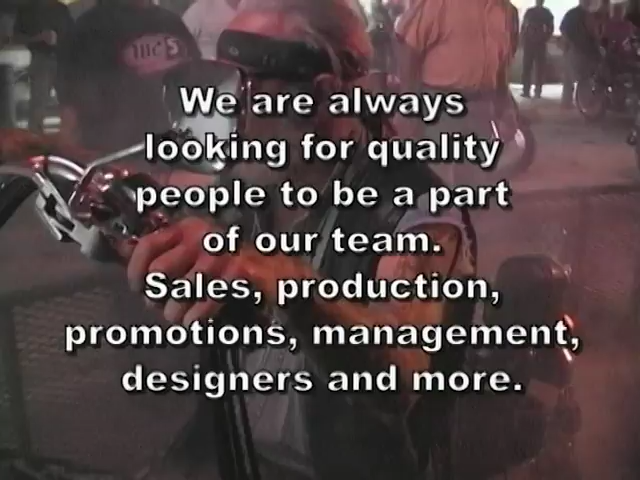 We are always
looking for quality
people to be a part
of our team.
Sales, production,
promotions, management,
designers and more.